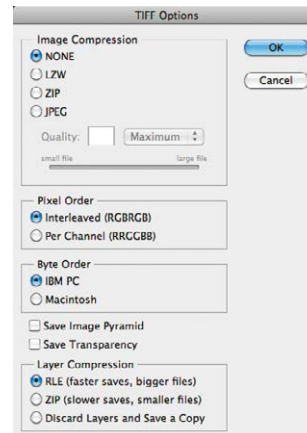 TIFF Options
Image Compression
NONE
LZW
ZIP
JPEG
Quality: Maximum
small file large file
OK
Cancel
Pixel Order
Interleaved (RGBRGB)
Per Channel (RRGGBB)
Byte Order
IBM PC
Macintosh
Save Image Pyramid
Save Transparency
Layer Compression
RLE (faster saves, bigger files)
ZIP (slower saves, smaller files)
Discard Layers and Save a Copy